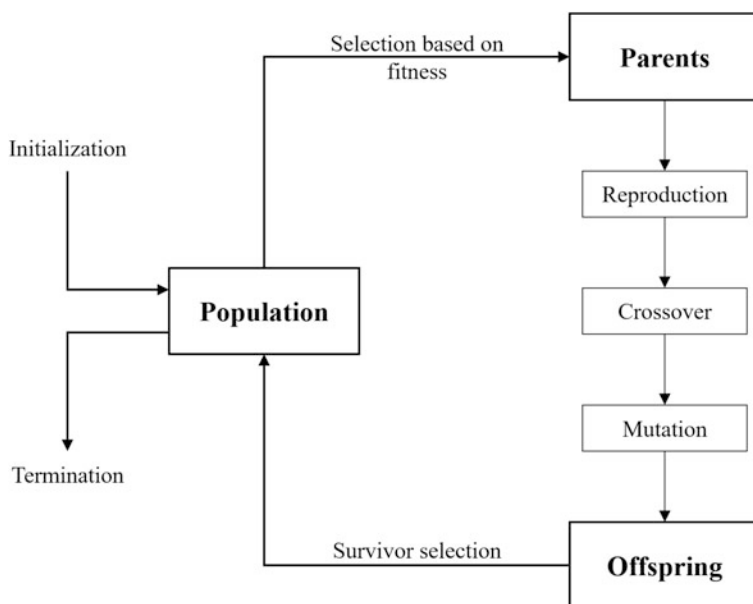 Selection based on
fitness
Parents
Initialization
Reproduction
Population
Crossover
Mutation
Termination
Survivor selection
Offspring